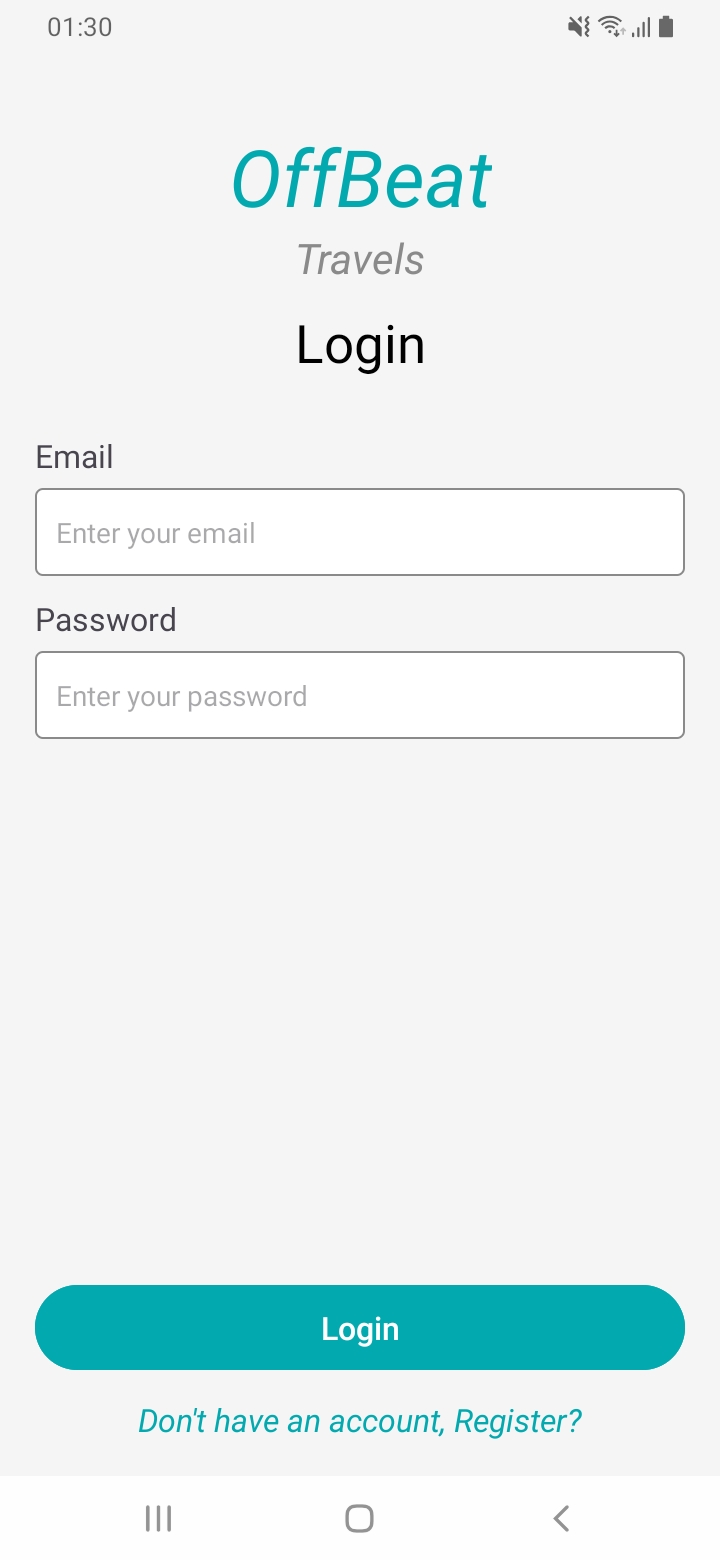 01:30
OffBeat
Travels
Login
Email
Enter your email
Password
Enter your password
Login
Don't have an account, Register?